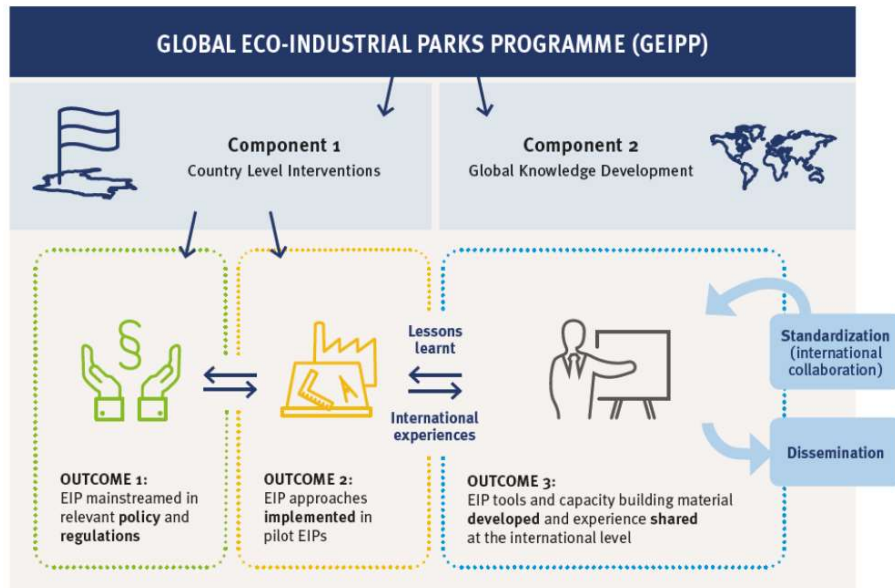 GLOBAL ECO-INDUSTRIAL PARKS PROGRAMME (GEIPP)
Component 1
Country Level Interventions
Component 2
Global Knowledge Development
Lessons
learnt
International
experiences
Standardization
(international
collaboration)
Dissemination
OUTCOME 1:
EIP mainstreamed in
relevant policy and
regulations
OUTCOME 2:
EIP approaches
implemented in
pilot EIPs
OUTCOME 3:
EIP tools and capacity building material
developed and experience shared
at the international level